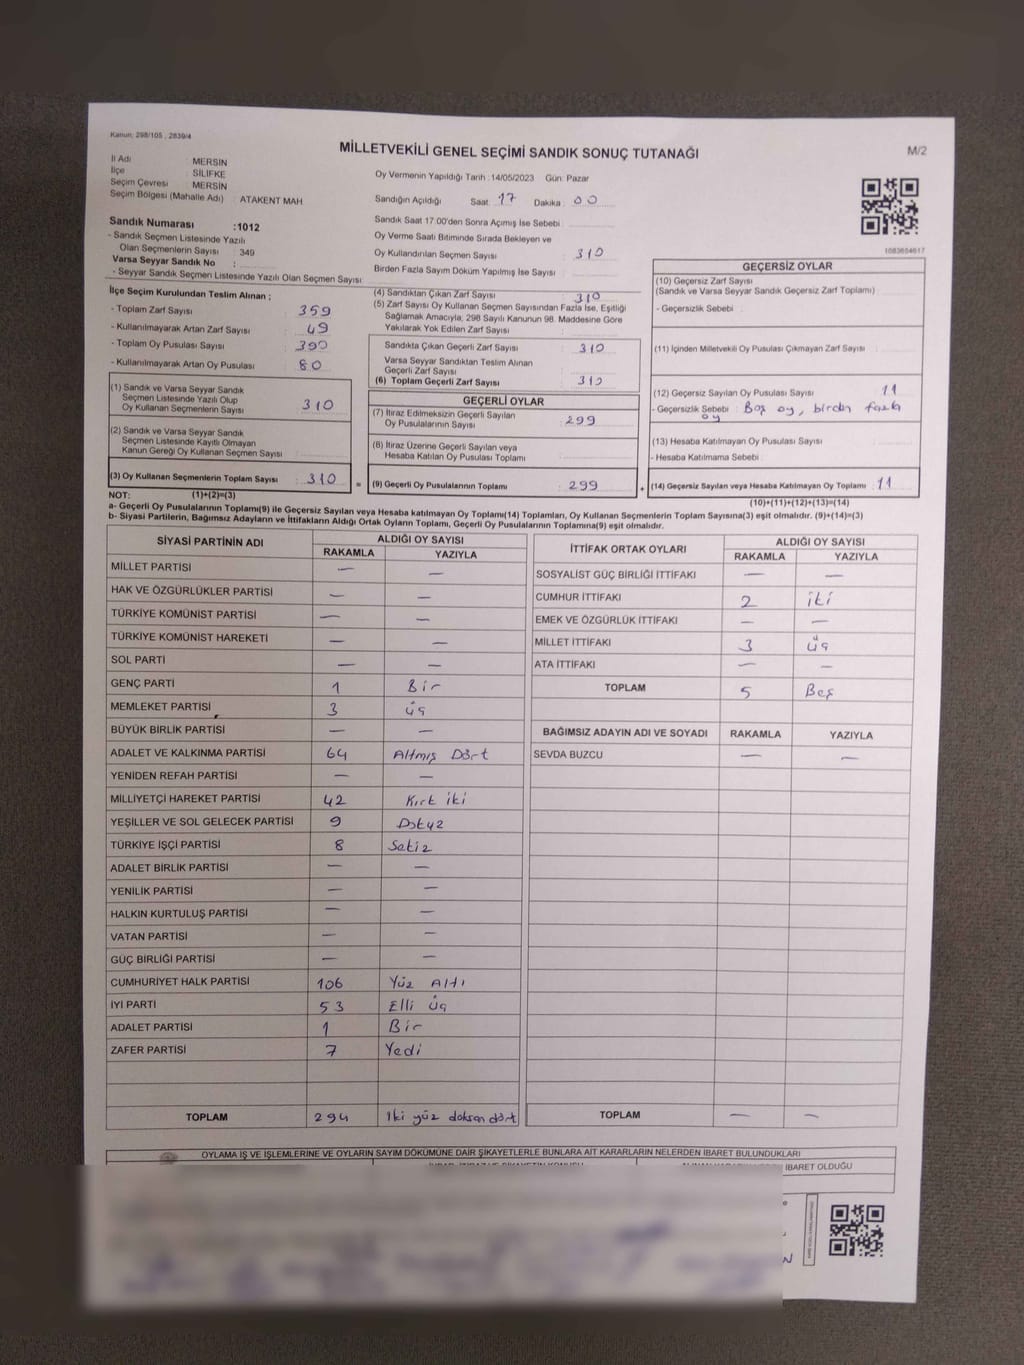 Kanun; 298/105 , 2839/4
MİLLETVEKİLİ GENEL SEÇİMİ SANDIK SONUÇ TUTANAĞI
M/2
İl Adı : MERSİN
İlçe : SİLİFKE
Seçim Çevresi : MERSİN
Seçim Bölgesi (Mahalle Adı) : ATAKENT MAH
Sandık Numarası :1012
- Sandık Seçmen Listesinde Yazılı
Olan Seçmenlerin Sayısı : 349
Varsa Seyyar Sandık No :
- Seyyar Sandık Seçmen Listesinde Yazılı Olan Seçmen Sayısı
Oy Vermenin Yapıldığı Tarih :14/05/2023 Gün: Pazar
Sandığın Açıldığı Saat: 17 Dakika: 00
Sandık Saat 17.00'den Sonra Açımış İse Sebebi :
Oy Verme Saati Bitiminde Sırada Bekleyen ve
Oy Kullandırılan Seçmen Sayısı : 310
Birden Fazla Sayım Döküm Yapılmış İse Sayısı :
1083604617
İlçe Seçim Kurulundan Teslim Alınan ;
- Toplam Zarf Sayısı : 359
- Kullanılmayarak Artan Zarf Sayısı : 49
- Toplam Oy Pusulası Sayısı : 390
- Kullanılmayarak Artan Oy Pusulası : 80
(1) Sandık ve Varsa Seyyar Sandık
Seçmen Listesinde Yazılı Olup
Oy Kullanan Seçmenlerin Sayısı : 310
(2) Sandık ve Varsa Seyyar Sandık
Seçmen Listesinde Kayıtlı Olmayan
Kanun Gereği Oy Kullanan Seçmen Sayısı :
(3) Oy Kullanan Seçmenlerin Toplam Sayısı : 310
(4) Sandıktan Çıkan Zarf Sayısı : 310
(5) Zarf Sayısı Oy Kullanan Seçmen Sayısından Fazla İse, Eşitliği
Sağlamak Amacıyla, 298 Sayılı Kanunun 98. Maddesine Göre
Yakılarak Yok Edilen Zarf Sayısı :
Sandıkta Çıkan Geçerli Zarf Sayısı : 310
Varsa Seyyar Sandıktan Teslim Alınan
Geçerli Zarf Sayısı :
(6) Toplam Geçerli Zarf Sayısı : 310
GEÇERLİ OYLAR
(7) İtiraz Edilmeksizin Geçerli Sayılan
Oy Pusulalarının Sayısı : 299
(8) İtiraz Üzerine Geçerli Sayılan veya
Hesaba Katılan Oy Pusulası Toplamı :
= (9) Geçerli Oy Pusulalarının Toplamı : 299
GEÇERSİZ OYLAR
(10) Geçersiz Zarf Sayısı
(Sandık ve Varsa Seyyar Sandık Geçersiz Zarf Toplamı) :
- Geçersizlik Sebebi :
(11) İçinden Milletvekili Oy Pusulası Çıkmayan Zarf Sayısı :
(12) Geçersiz Sayılan Oy Pusulası Sayısı : 11
- Geçersizlik Sebebi : Boş oy, birden fazla
oy
(13) Hesaba Katılmayan Oy Pusulası Sayısı :
- Hesaba Katılmama Sebebi :
+ (14) Geçersiz Sayılan veya Hesaba Katılmayan Oy Toplamı : 11
NOT: (1)+(2)=(3)
(10)+(11)+(12)+(13)=(14)
a- Geçerli Oy Pusulalarının Toplamı(9) ile Geçersiz Sayılan veya Hesaba Katılmayan Oy Toplamı(14) Toplamları, Oy Kullanan Seçmenlerin Toplam Sayısına(3) eşit olmalıdır. (9)+(14)=(3)
b- Siyasi Partilerin, Bağımsız Adayların ve İttifakların Aldığı Ortak Oyların Toplamı, Geçerli Oy Pusulalarının Toplamına(9) eşit olmalıdır.
SİYASİ PARTİNİN ADI ALDIĞI OY SAYISI
RAKAMLA YAZIYLA
MİLLET PARTİSI — —
HAK VE ÖZGÜRLÜKLER PARTİSİ — —
TÜRKİYE KOMÜNİST PARTİSİ — —
TÜRKİYE KOMÜNİST HAREKETİ — —
SOL PARTİ — —
GENÇ PARTİ 1 Bir
MEMLEKET PARTİSİ 3 üç
BÜYÜK BİRLİK PARTİSİ — —
ADALET VE KALKINMA PARTİSİ 64 Altmış Dört
YENİDEN REFAH PARTİSİ — —
MİLLİYETÇİ HAREKET PARTİSİ 42 Kırk iki
YEŞİLLER VE SOL GELECEK PARTİSİ 9 Dokuz
TÜRKİYE İŞÇİ PARTİSİ 8 Sekiz
ADALET BİRLİK PARTİSİ — —
YENİLİK PARTİSİ — —
HALKIN KURTULUŞ PARTİSİ — —
VATAN PARTİSİ — —
GÜÇ BİRLİĞİ PARTİSİ — —
CUMHURİYET HALK PARTİSİ 106 Yüz Altı
İYİ PARTİ 53 Elli üç
ADALET PARTİSİ 1 Bir
ZAFER PARTİSİ 7 Yedi
TOPLAM 294 İki yüz doksan dört
İTTİFAK ORTAK OYLARI ALDIĞI OY SAYISI
RAKAMLA YAZIYLA
SOSYALİST GÜÇ BİRLİĞİ İTTİFAKI — —
CUMHUR İTTİFAKI 2 iki
EMEK VE ÖZGÜRLÜK İTTİFAKI — —
MİLLET İTTİFAKI 3 üç
ATA İTTİFAKI — —
TOPLAM 5 Beş
BAĞIMSIZ ADAYIN ADI VE SOYADI RAKAMLA YAZIYLA
SEVDA BUZCU — —
TOPLAM — —
OYLAMA İŞ VE İŞLEMLERİNE VE OYLARIN SAYIM DÖKÜMÜNE DAİR ŞİKAYETLERLE BUNLARA AİT KARARLARIN NELERDEN İBARET BULUNDUKLARI
İBARET OLDUĞU